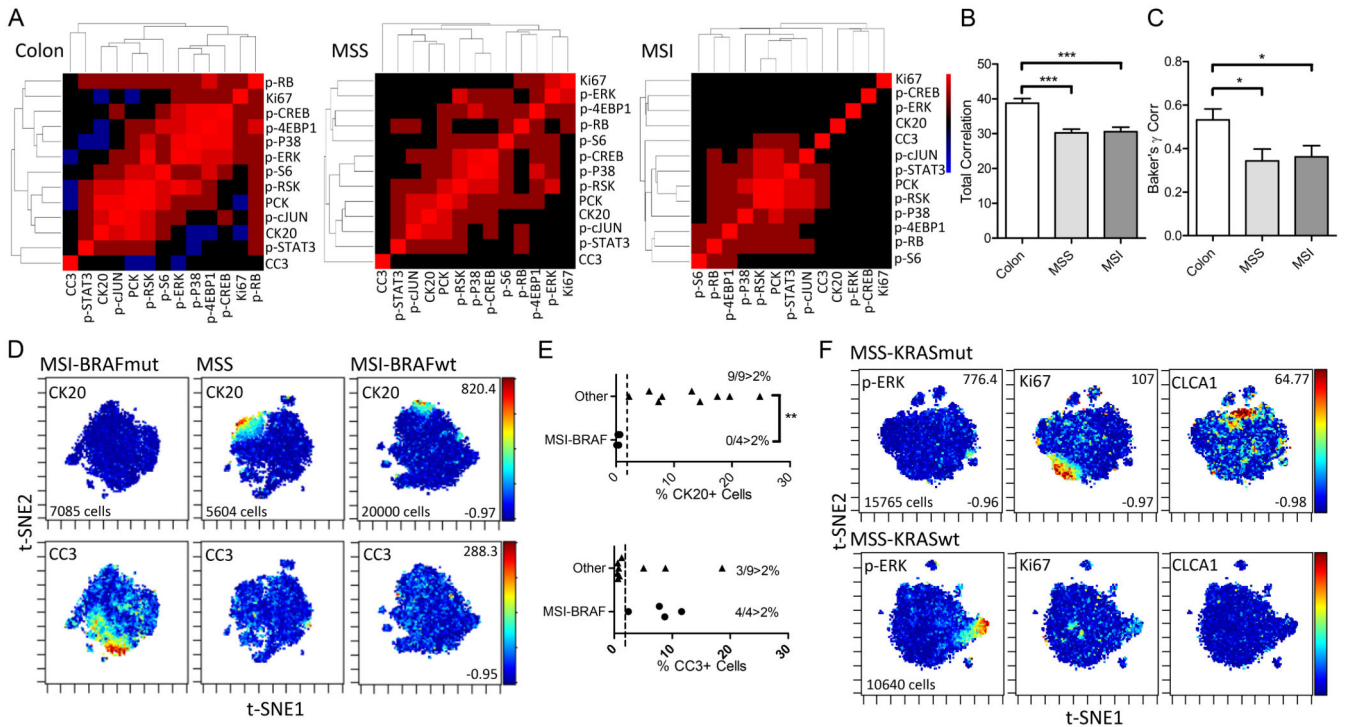 A
Colon
p-RB
Ki67
p-CREB
p-4EBP1
p-P38
p-ERK
p-S6
p-RSK
PCK
p-cJUN
CK20
p-STAT3
CC3
CC3
p-STAT3
CK20
p-cJUN
PCK
p-RSK
p-S6
p-ERK
p-P38
p-4EBP1
p-CREB
Ki67
p-RB
MSS
Ki67
p-ERK
p-4EBP1
p-RB
p-S6
p-CREB
p-P38
p-RSK
PCK
CK20
p-cJUN
p-STAT3
CC3
CC3
p-STAT3
p-cJUN
CK20
PCK
p-RSK
p-P38
p-CREB
p-S6
p-RB
p-4EBP1
p-ERK
Ki67
MSI
Ki67
p-CREB
p-ERK
CK20
CC3
p-cJUN
p-STAT3
PCK
p-RSK
p-P38
p-4EBP1
p-RB
p-S6
p-S6
p-RB
p-4EBP1
p-P38
p-RSK
PCK
p-STAT3
p-cJUN
CC3
CK20
p-ERK
p-CREB
Ki67
B
***
***
Total Correlation
50
40
30
20
10
0
Colon
MSS
MSI
C
*
*
Baker's γ Corr
0.8
0.6
0.4
0.2
0.0
Colon
MSS
MSI
D
MSI-BRAFmut
MSS
MSI-BRAFwt
CK20
CK20
CK20
820.4
7085 cells
5604 cells
20000 cells
-0.97
CC3
CC3
CC3
288.3
-0.95
t-SNE2
t-SNE1
E
9/9>2%
Other
**
MSI-BRAF
0/4>2%
0
10
20
30
% CK20+ Cells
Other
3/9>2%
MSI-BRAF
4/4>2%
0
10
20
30
% CC3+ Cells
F
MSS-KRASmut
p-ERK
776.4
Ki67
107
CLCA1
64.77
15765 cells
-0.96
-0.97
-0.98
t-SNE2
MSS-KRASwt
p-ERK
Ki67
CLCA1
10640 cells
t-SNE1